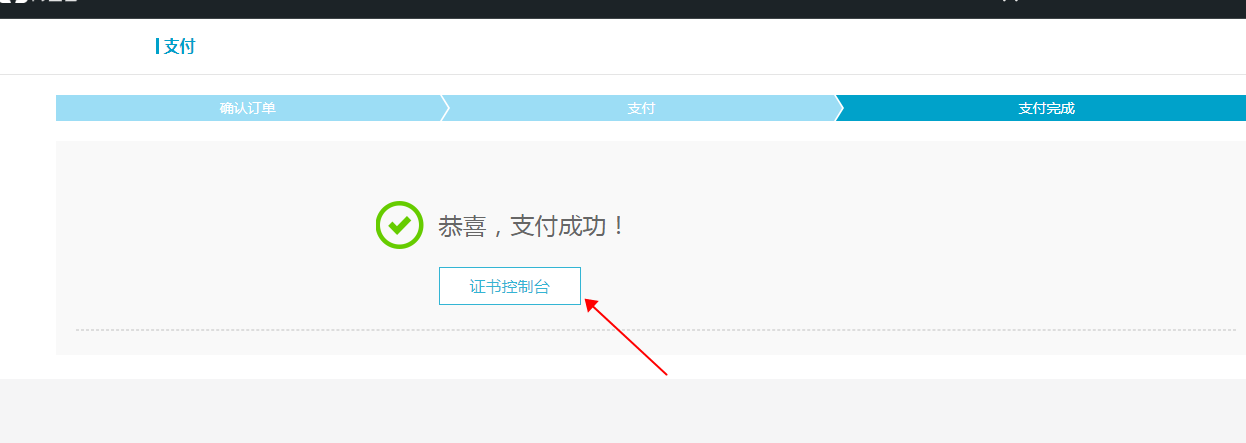 支付
确认订单
支付
支付完成
恭喜，支付成功！
证书控制台